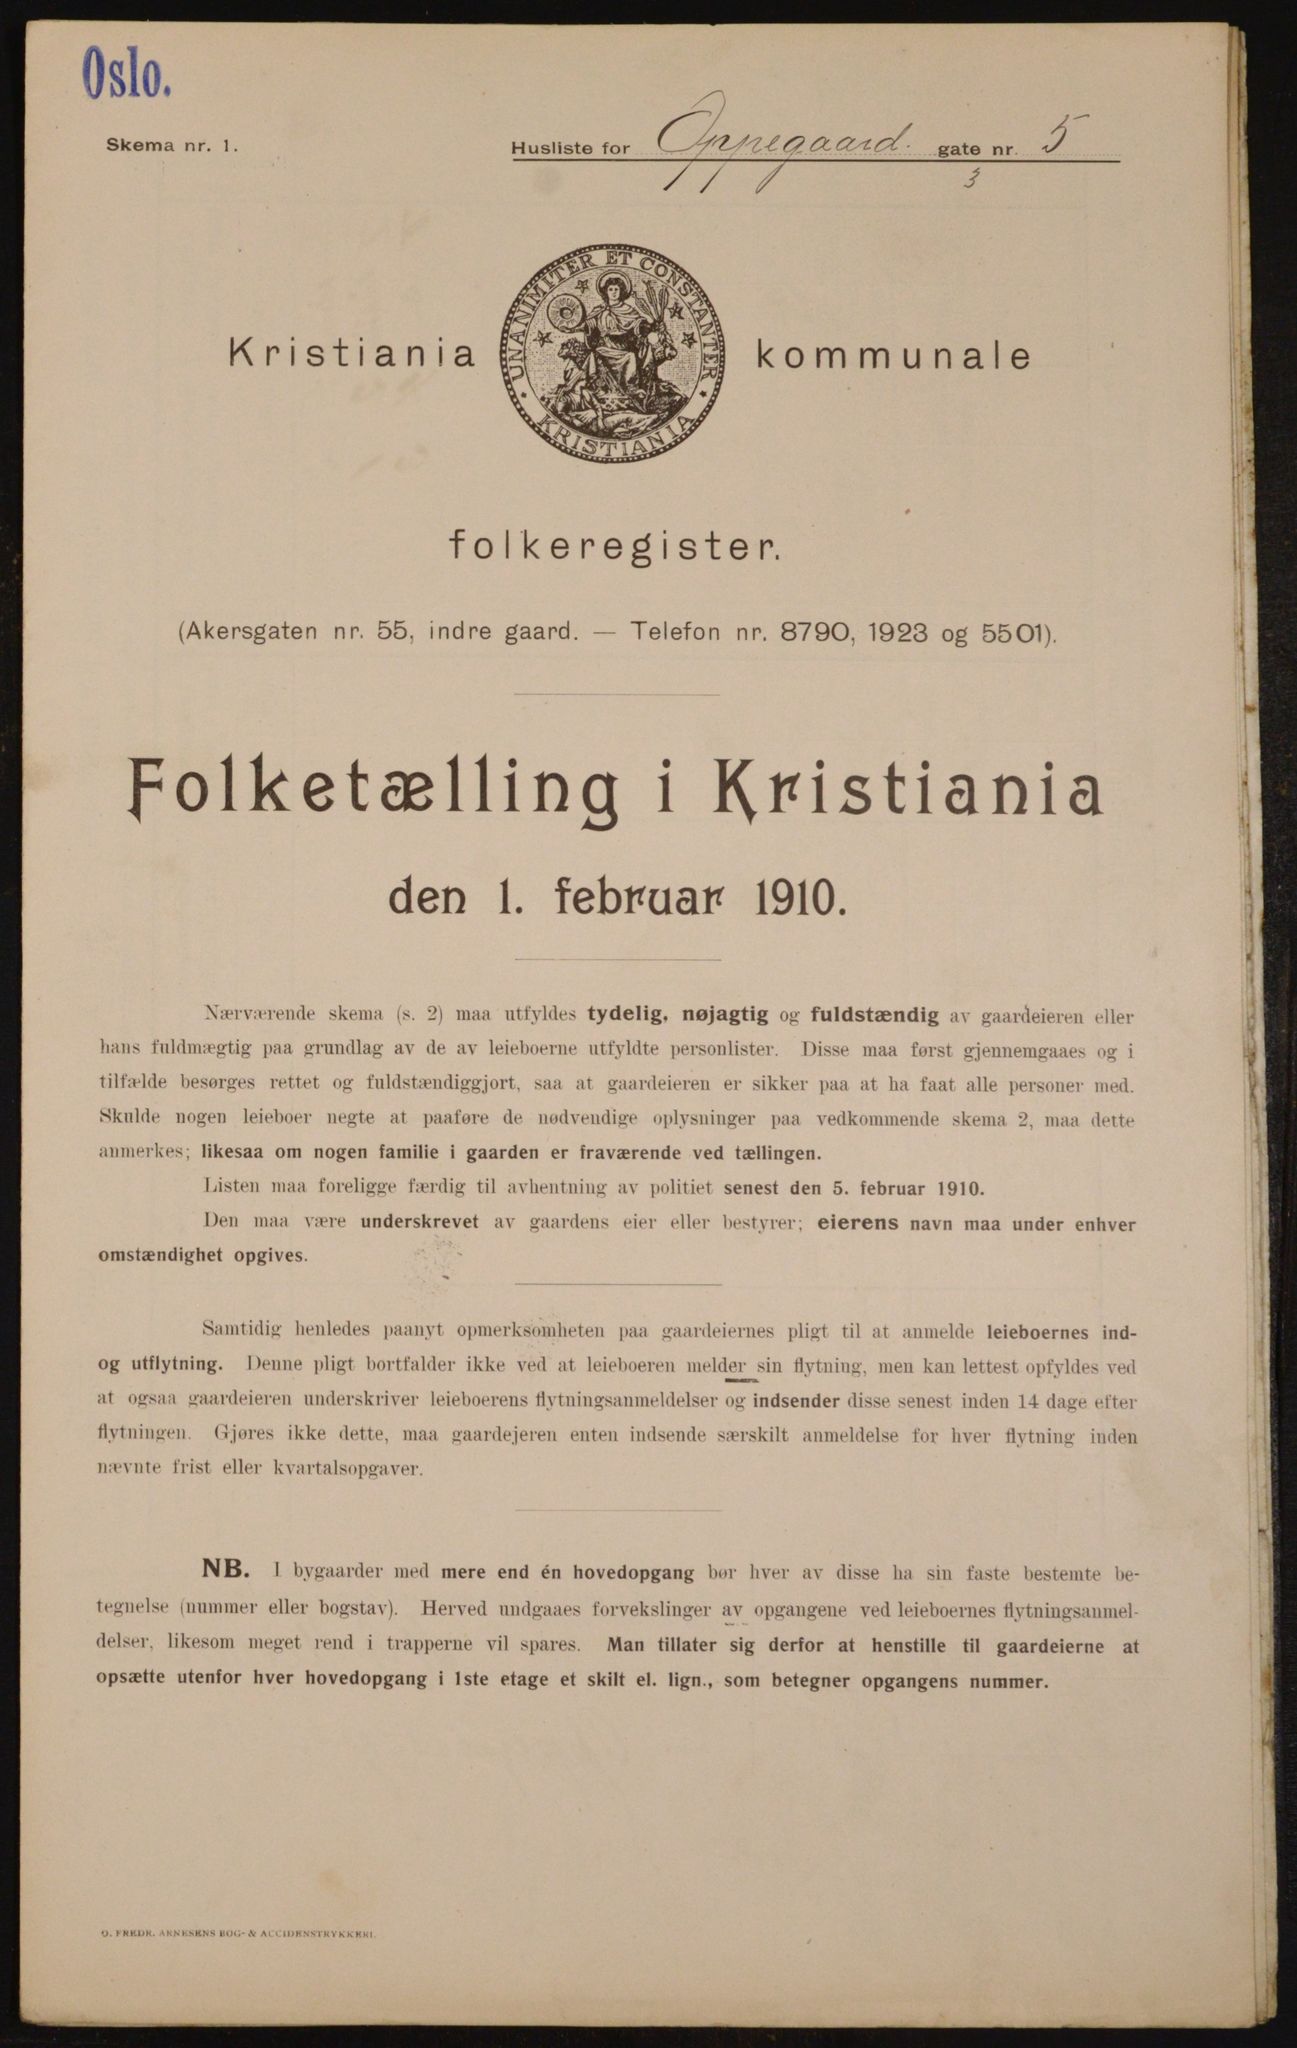 Oslo.
Skema nr. 1.
Husliste for Oppegaard. gate nr. 5
3
UNANIMITER ET CONSTANTER
KRISTIANIA
Kristiania kommunale
folkeregister.
(Akersgaten nr. 55, indre gaard. — Telefon nr. 8790, 1923 og 5501).
Folketælling i Kristiania
den 1. februar 1910.
Nærværende skema (s. 2) maa utfyldes tydelig, nøjagtig og fuldstændig av gaardeieren eller
hans fuldmægtig paa grundlag av de av leieboerne utfyldte personlister. Disse maa først gjennemgaaes og i
tilfælde besørges rettet og fuldstændiggjort, saa at gaardeieren er sikker paa at ha faat alle personer med.
Skulde nogen leieboer negte at paaføre de nødvendige oplysninger paa vedkommende skema 2, maa dette
anmerkes; likesaa om nogen familie i gaarden er fraværende ved tællingen.
Listen maa foreligge færdig til avhentning av politiet senest den 5. februar 1910.
Den maa være underskrevet av gaardens eier eller bestyrer; eierens navn maa under enhver
omstændighet opgives.
Samtidig henledes paanyt opmerksomheten paa gaardeiernes pligt til at anmelde leieboernes ind-
og utflytning. Denne pligt bortfalder ikke ved at leieboeren melder sin flytning, men kan lettest opfyldes ved
at ogsaa gaardeieren underskriver leieboerens flytningsanmeldelser og indsender disse senest inden 14 dage efter
flytningen. Gjøres ikke dette, maa gaardejeren enten indsende særskilt anmeldelse for hver flytning inden
nævnte frist eller kvartalsopgaver.
NB. I bygaarder med mere end én hovedopgang bør hver av disse ha sin faste bestemte be-
tegnelse (nummer eller bogstav). Herved undgaaes forvekslinger av opgangene ved leieboernes flytningsanmel-
delser, likesom meget rend i trapperne vil spares. Man tillater sig derfor at henstille til gaardeierne at
opsætte utenfor hver hovedopgang i 1ste etage et skilt el. lign., som betegner opgangens nummer.
O. FREDR. ARNESENS BOG- & ACCIDENSTRYKKERI.